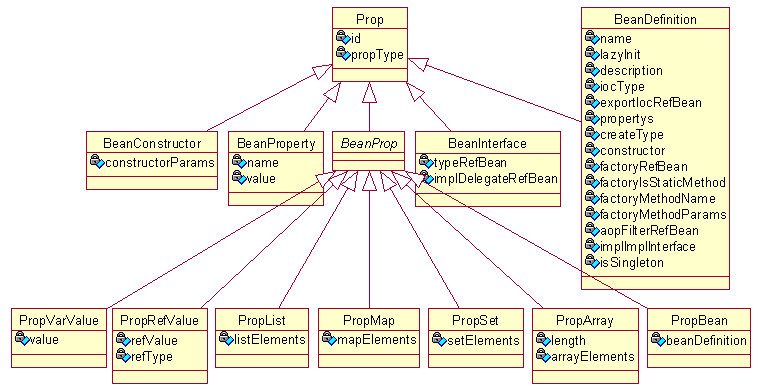 Prop
id
propType
BeanDefinition
name
lazyInit
description
iocType
exportIocRefBean
propertys
createType
constructor
factoryRefBean
factoryIsStaticMethod
factoryMethodName
factoryMethodParams
aopFilterRefBean
implImplInterface
isSingleton
BeanConstructor
constructorParams
BeanProperty
name
value
BeanProp
BeanInterface
typeRefBean
implDelegateRefBean
PropVarValue
value
PropRefValue
refValue
refType
PropList
listElements
PropMap
mapElements
PropSet
setElements
PropArray
length
arrayElements
PropBean
beanDefinition